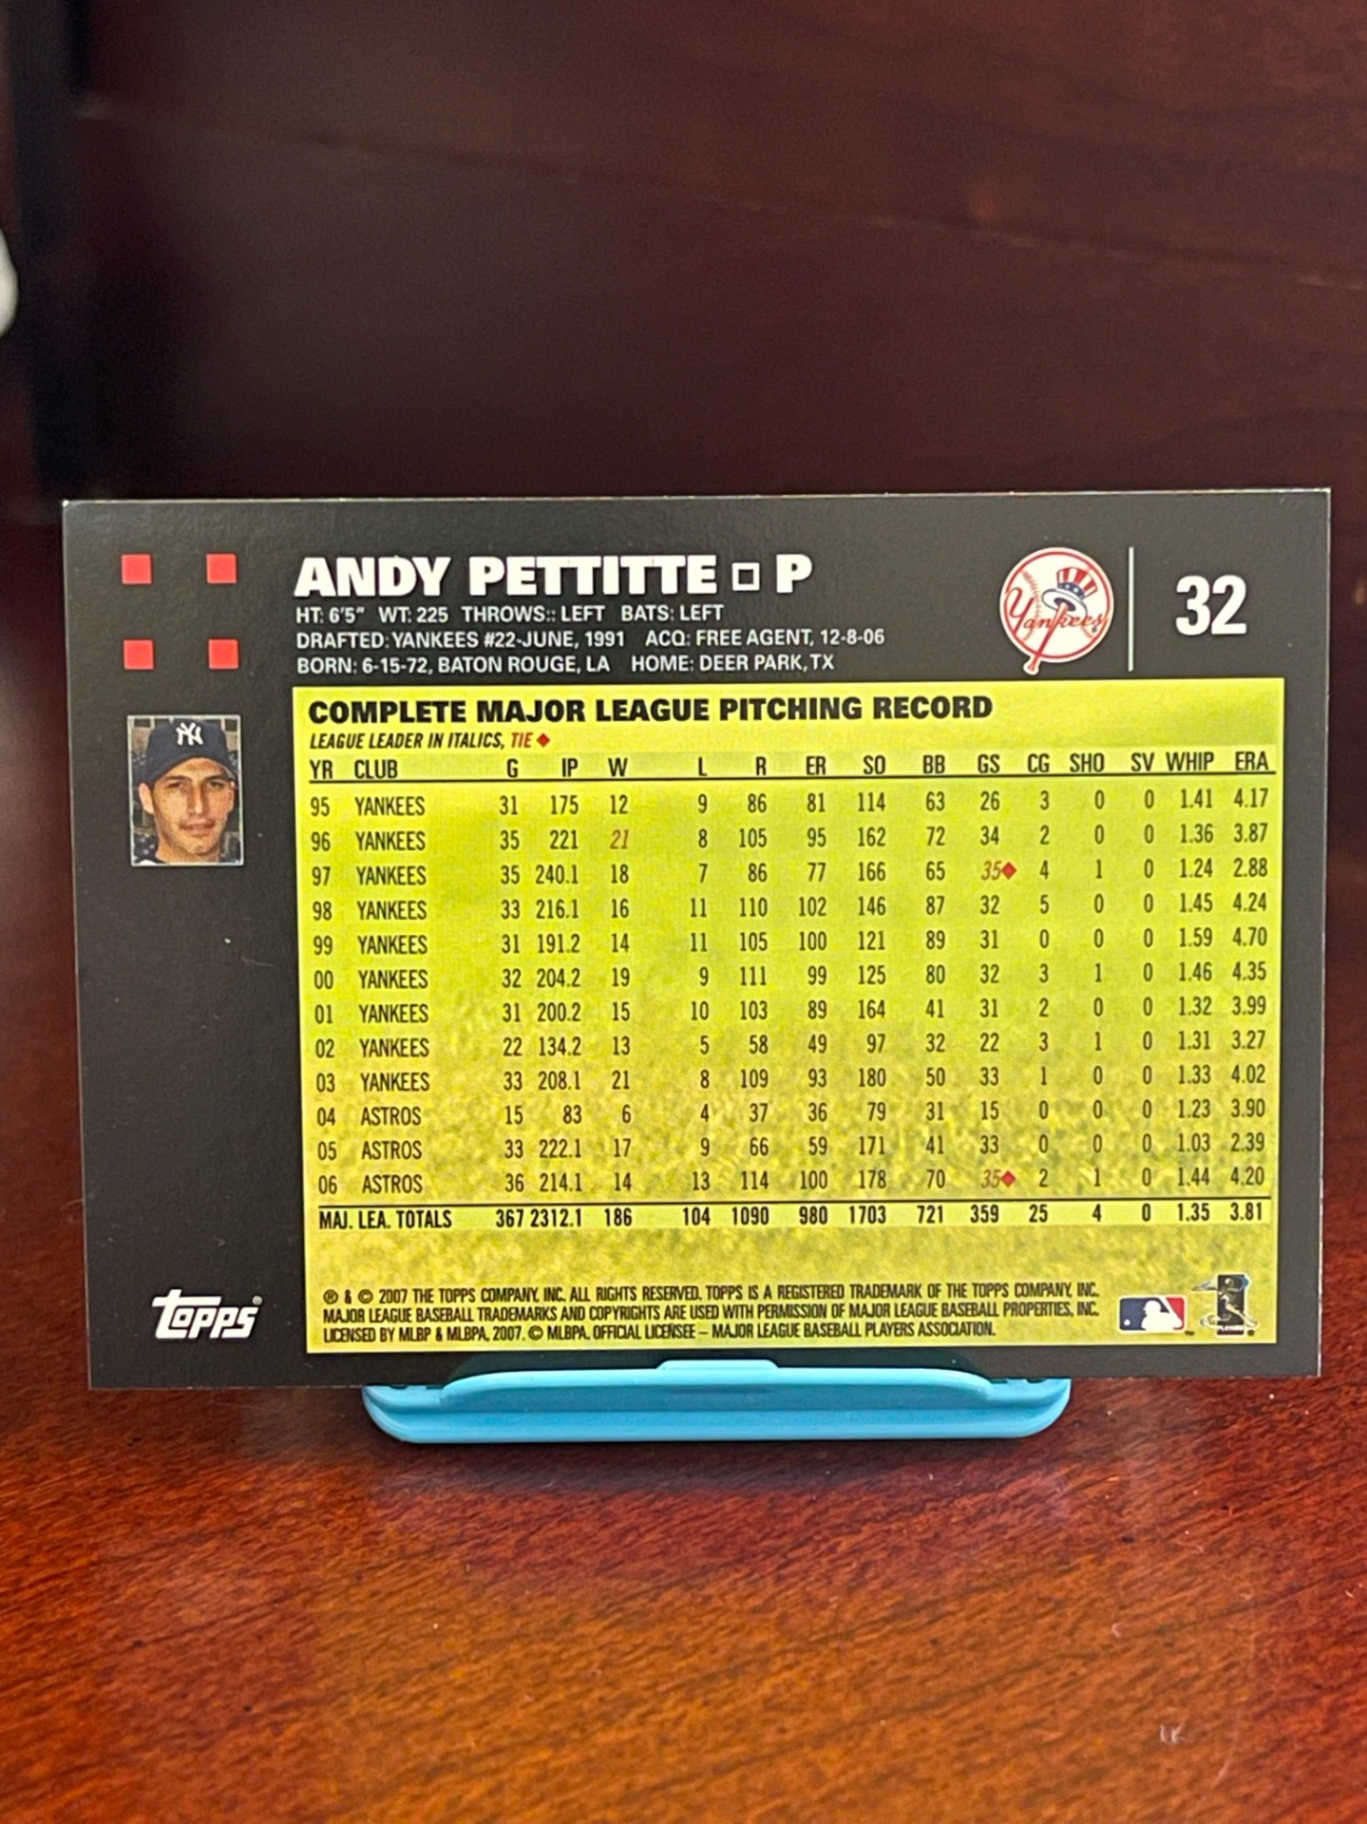 ANDY PETTITTE □ P
HT: 6'5" WT: 225 THROWS:: LEFT BATS: LEFT
DRAFTED: YANKEES #22-JUNE, 1991 ACQ: FREE AGENT, 12-8-06
BORN: 6-15-72, BATON ROUGE, LA HOME: DEER PARK, TX
Yankees
32
NY
COMPLETE MAJOR LEAGUE PITCHING RECORD
LEAGUE LEADER IN ITALICS, TIE ◆
YR CLUB G IP W L R ER SO BB GS CG SHO SV WHIP ERA
95 YANKEES 31 175 12 9 86 81 114 63 26 3 0 0 1.41 4.17
96 YANKEES 35 221 21 8 105 95 162 72 34 2 0 0 1.36 3.87
97 YANKEES 35 240.1 18 7 86 77 166 65 35◆ 4 1 0 1.24 2.88
98 YANKEES 33 216.1 16 11 110 102 146 87 32 5 0 0 1.45 4.24
99 YANKEES 31 191.2 14 11 105 100 121 89 31 0 0 0 1.59 4.70
00 YANKEES 32 204.2 19 9 111 99 125 80 32 3 1 0 1.46 4.35
01 YANKEES 31 200.2 15 10 103 89 164 41 31 2 0 0 1.32 3.99
02 YANKEES 22 134.2 13 5 58 49 97 32 22 3 1 0 1.31 3.27
03 YANKEES 33 208.1 21 8 109 93 180 50 33 1 0 0 1.33 4.02
04 ASTROS 15 83 6 4 37 36 79 31 15 0 0 0 1.23 3.90
05 ASTROS 33 222.1 17 9 66 59 171 41 33 0 0 0 1.03 2.39
06 ASTROS 36 214.1 14 13 114 100 178 70 35◆ 2 1 0 1.44 4.20
MAJ. LEA. TOTALS 367 2312.1 186 104 1090 980 1703 721 359 25 4 0 1.35 3.81
Topps®
® & © 2007 THE TOPPS COMPANY, INC. ALL RIGHTS RESERVED. TOPPS IS A REGISTERED TRADEMARK OF THE TOPPS COMPANY, INC.
MAJOR LEAGUE BASEBALL TRADEMARKS AND COPYRIGHTS ARE USED WITH PERMISSION OF MAJOR LEAGUE BASEBALL PROPERTIES, INC.
LICENSED BY MLBP & MLBPA, 2007. © MLBPA. OFFICIAL LICENSEE – MAJOR LEAGUE BASEBALL PLAYERS ASSOCIATION.